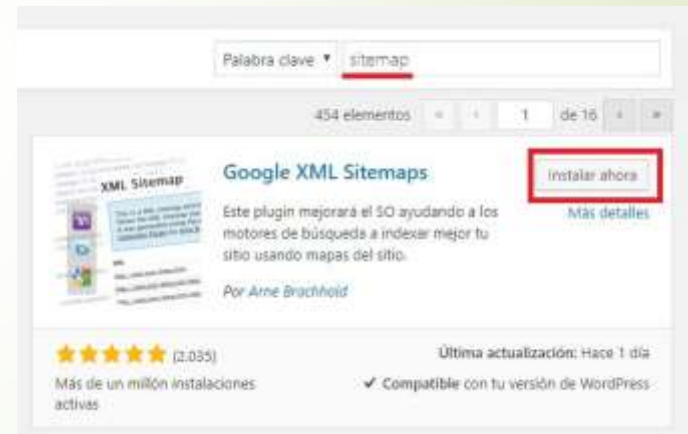 Palabra clave ▼ sitemap
454 elementos « ‹ 1 de 16 › »
XML Sitemap
Google XML Sitemaps
Instalar ahora
Más detalles
Este plugin mejorará el SO ayudando a los
motores de búsqueda a indexar mejor tu
sitio usando mapas del sitio.
Por Arne Brachhold
(2.035)
Más de un millón instalaciones
activas
Última actualización: Hace 1 día
✔ Compatible con tu versión de WordPress